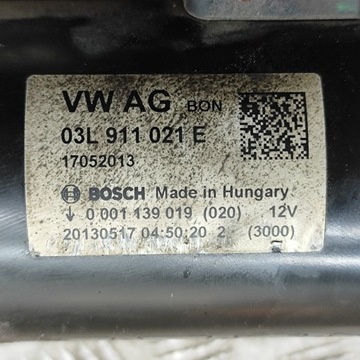 VW AG BON
03L 911 021 E
17052013
BOSCH Made in Hungary
↓ 0 001 139 019 (020) 12V
20130517 04:50:20 2 (3000)